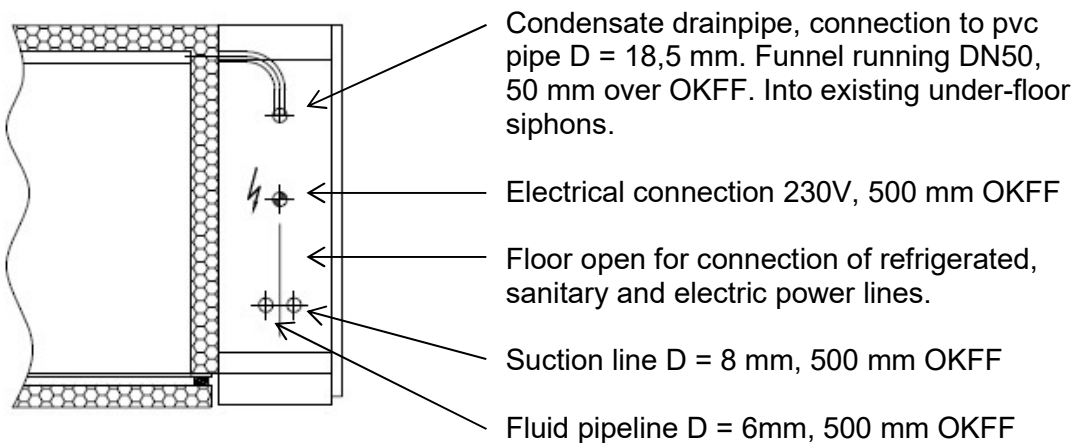 Condensate drainpipe, connection to pvc
pipe D = 18,5 mm. Funnel running DN50,
50 mm over OKFF. Into existing under-floor
siphons.
Electrical connection 230V, 500 mm OKFF
Floor open for connection of refrigerated,
sanitary and electric power lines.
Suction line D = 8 mm, 500 mm OKFF
Fluid pipeline D = 6mm, 500 mm OKFF